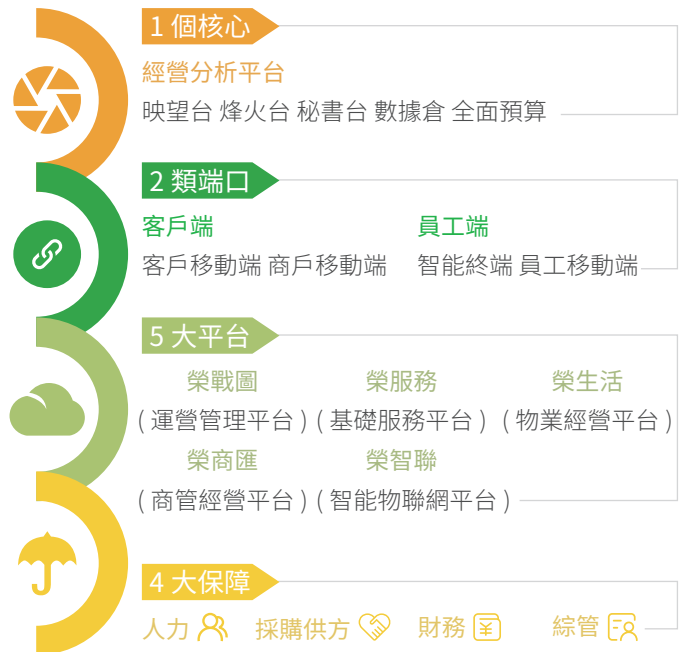 1 個核心
經營分析平台
映望台 烽火台 秘書台 數據倉 全面預算
2 類端口
客戶端 員工端
客戶移動端 商戶移動端 智能終端 員工移動端
5 大平台
榮戰圖 榮服務 榮生活
( 運營管理平台 ) ( 基礎服務平台 ) ( 物業經營平台 )
榮商匯 榮智聯
( 商管經營平台 ) ( 智能物聯網平台 )
4 大保障
人力 採購供方 財務 綜管